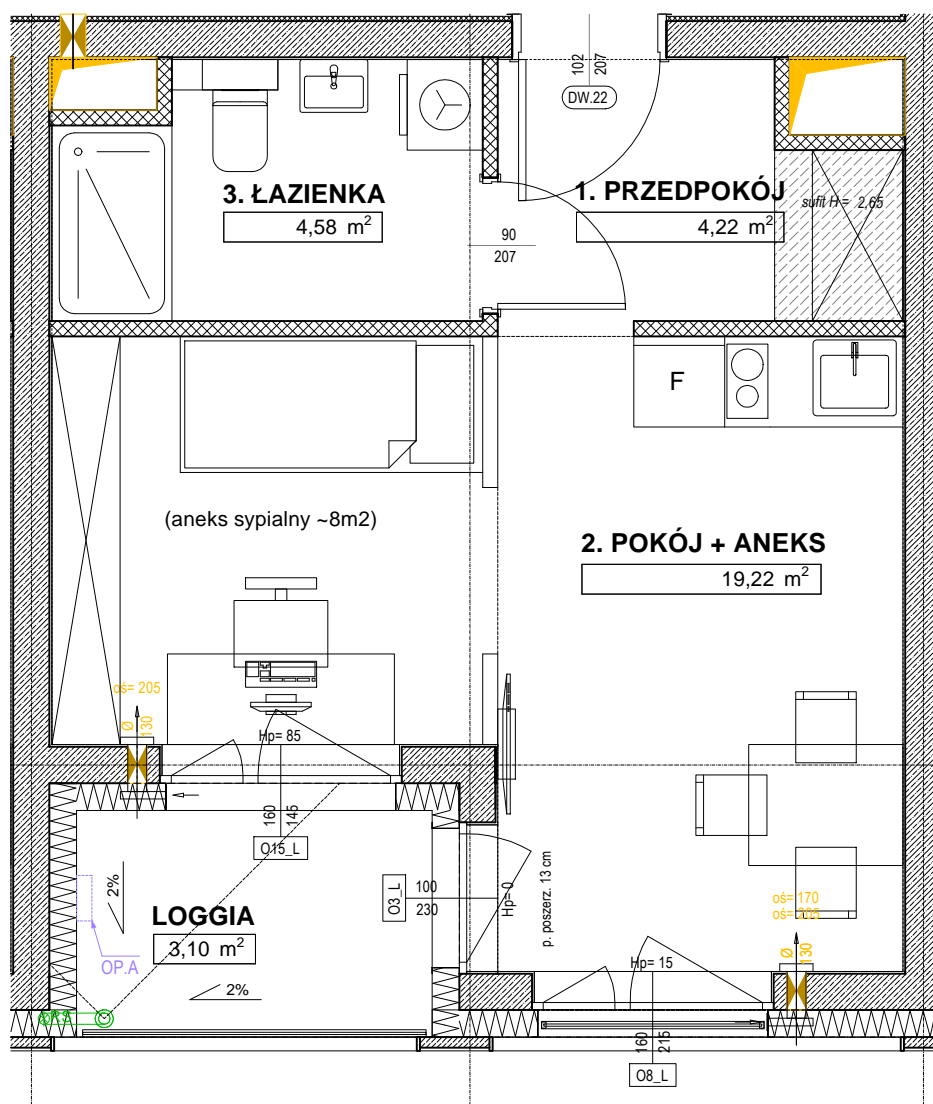 102
207
DW.22
3. ŁAZIENKA
4,58 m²
1. PRZEDPOKÓJ
4,22 m²
sufit H = 2,65
90
207
F
(aneks sypialny ~8m2)
2. POKÓJ + ANEKS
19,22 m²
oś= 205
Ø
130
Hp= 85
160
145
O15_L
O3_L
100
230
Hp= 0
p. poszerz. 13 cm
2%
LOGGIA
3,10 m²
OP.A
2%
ØRS
oś= 170
oś= 205
Ø
130
Hp= 15
160
215
O8_L